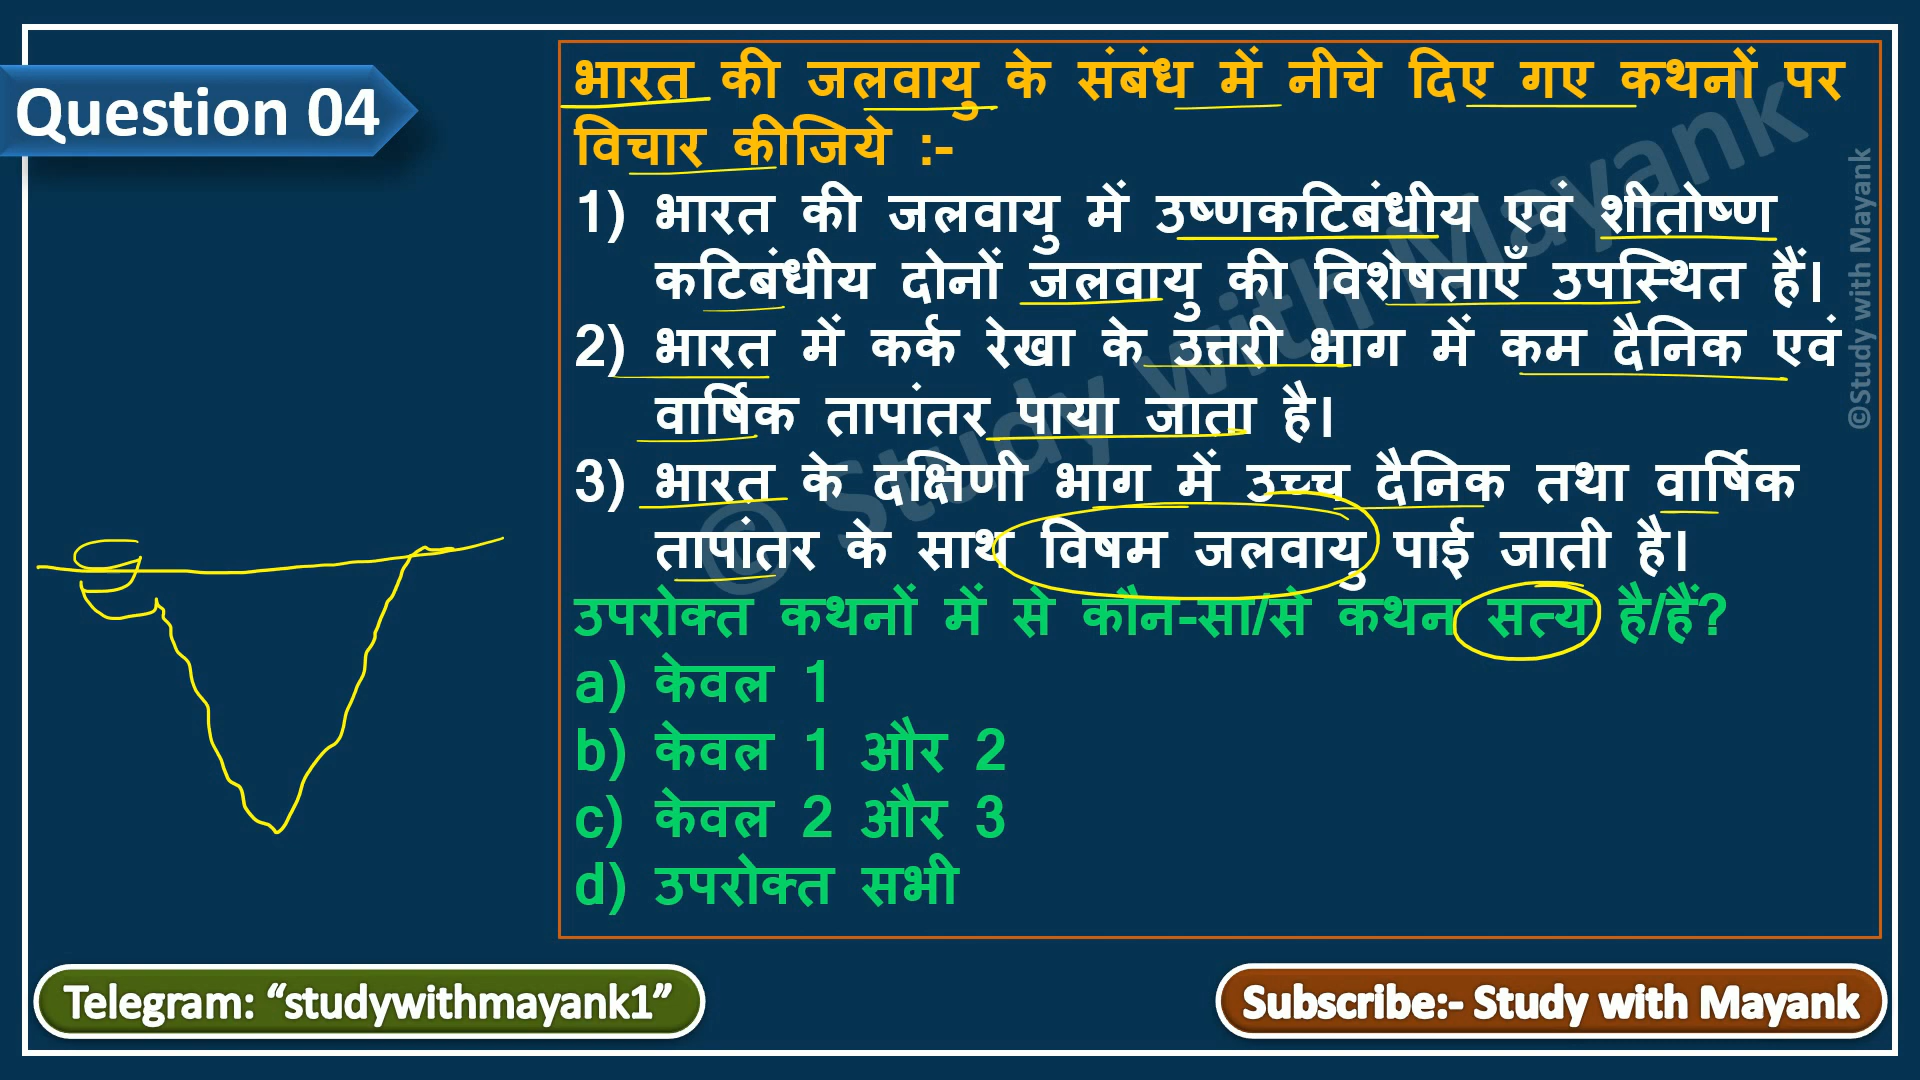 Question 04
भारत की जलवायु के संबंध में नीचे दिए गए कथनों पर
विचार कीजिये :-
1) भारत की जलवायु में उष्णकटिबंधीय एवं शीतोष्ण
कटिबंधीय दोनों जलवायु की विशेषताएँ उपस्थित हैं।
2) भारत में कर्क रेखा के उत्तरी भाग में कम दैनिक एवं
वार्षिक तापांतर पाया जाता है।
3) भारत के दक्षिणी भाग में उच्च दैनिक तथा वार्षिक
तापांतर के साथ विषम जलवायु पाई जाती है।
उपरोक्त कथनों में से कौन-सा/से कथन सत्य है/हैं?
a) केवल 1
b) केवल 1 और 2
c) केवल 2 और 3
d) उपरोक्त सभी
© Study with Mayank
©Study with Mayank
Telegram: “studywithmayank1”
Subscribe:- Study with Mayank